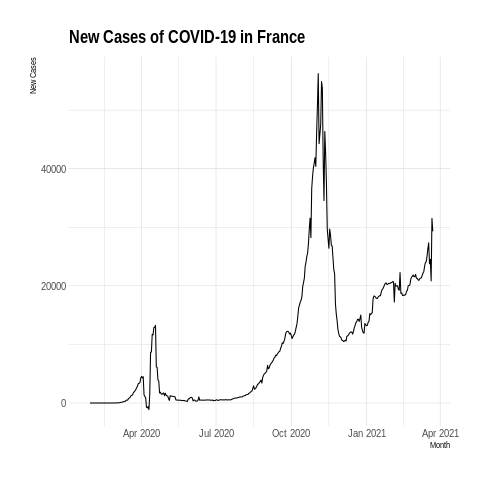 New Cases of COVID-19 in France
New Cases
40000
20000
0
Apr 2020 Jul 2020 Oct 2020 Jan 2021 Apr 2021
Month